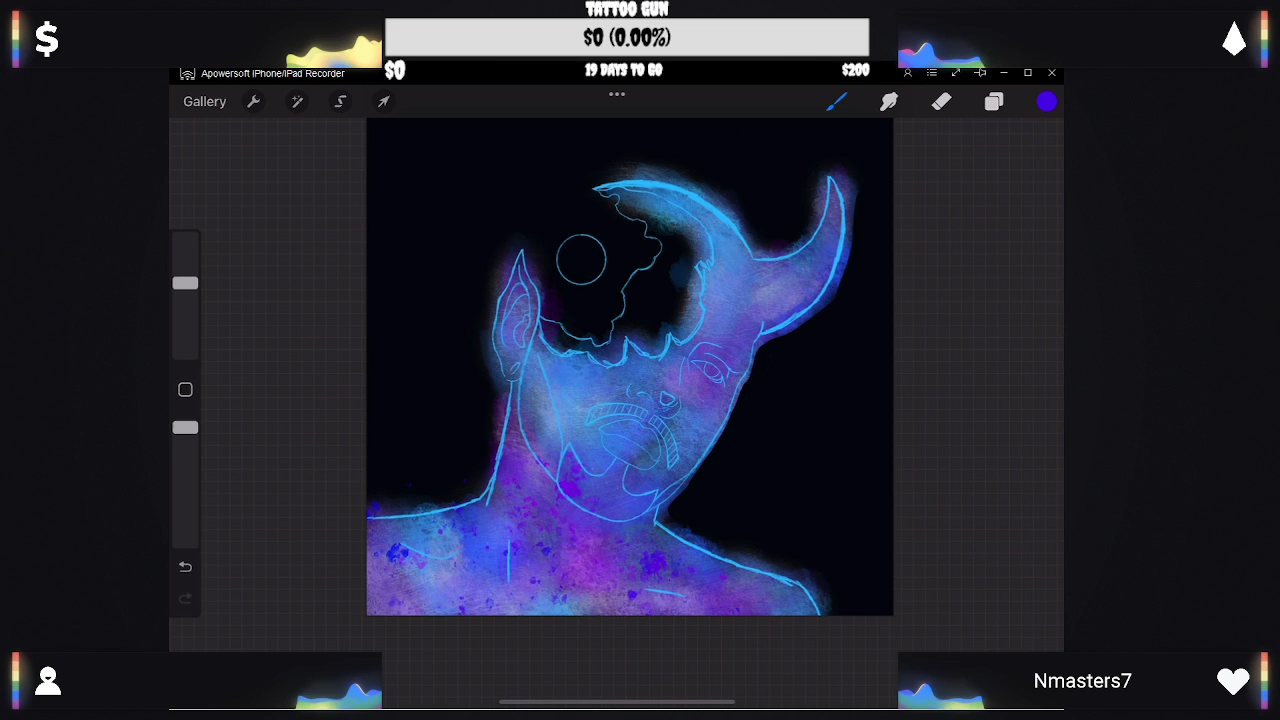 TATTOO GUN
$0 (0.00%)
$0 19 DAYS TO GO $200
Apowersoft iPhone/iPad Recorder
Gallery
Nmasters7